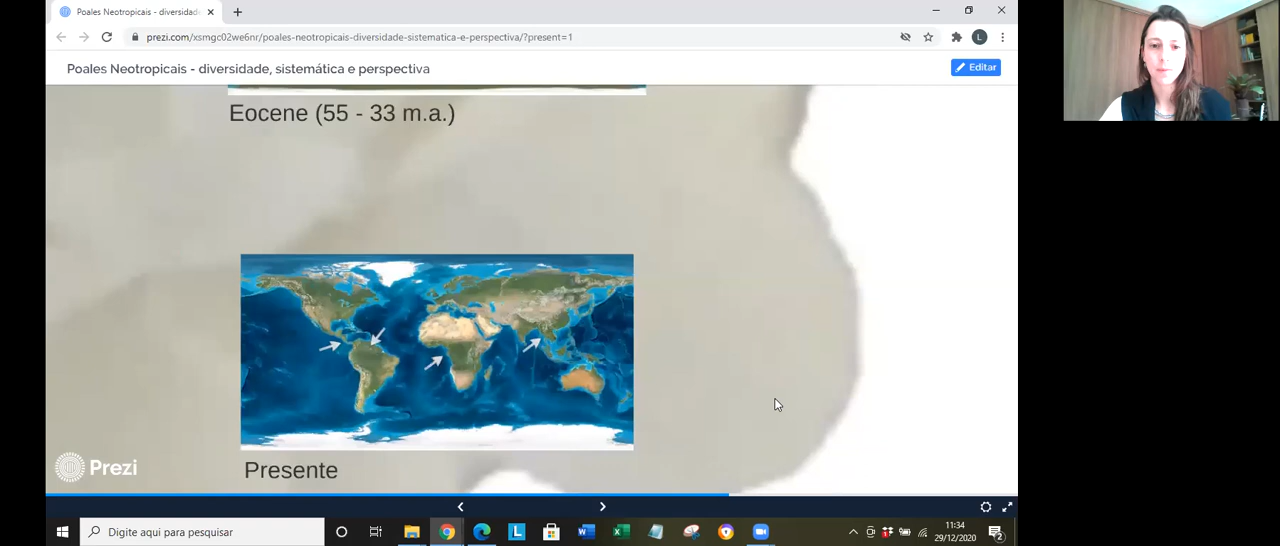 Poales Neotropicais - diversidade
prezi.com/xsmgc02we6nr/poales-neotropicais-diversidade-sistematica-e-perspectiva/?present=1
L
Poales Neotropicais - diversidade, sistemática e perspectiva
Editar
Eocene (55 - 33 m.a.)
Presente
Prezi
Digite aqui para pesquisar
L
11:34
29/12/2020
2